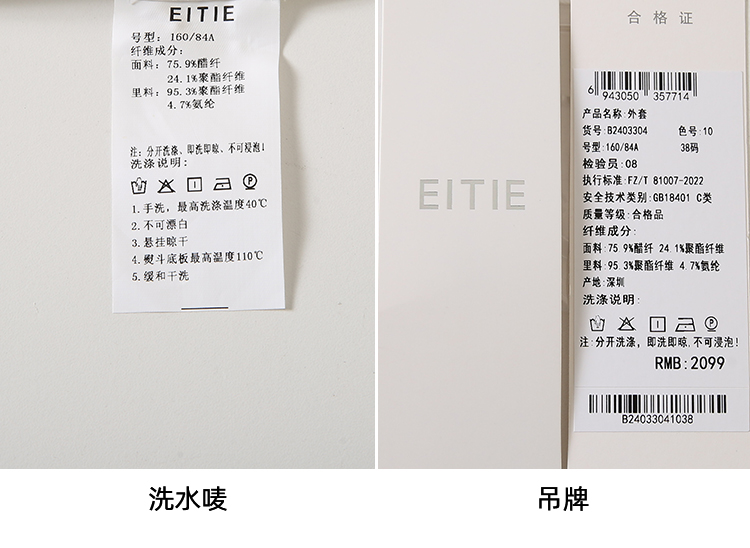 EITIE
号型: 160/84A
纤维成分:
面料: 75.9%醋纤
24.1%聚酯纤维
里料: 95.3%聚酯纤维
4.7%氨纶
注: 分开洗涤、即洗即晾、不可浸泡!
洗涤说明:
1.手洗，最高洗涤温度40℃
2.不可漂白
3.悬挂晾干
4.熨斗底板最高温度110℃
5.缓和干洗
洗水唛
EITIE
合格证
6 943050 357714
产品名称:外套
货号:B2403304 色号:10
号型:160/84A 38码
检验员:08
执行标准:FZ/T 81007-2022
安全技术类别:GB18401 C类
质量等级:合格品
纤维成分:
面料:75.9%醋纤 24.1%聚酯纤维
里料:95.3%聚酯纤维 4.7%氨纶
产地:深圳
洗涤说明:
注:分开洗涤，即洗即晾,不可浸泡!
RMB:2099
B24033041038
吊牌